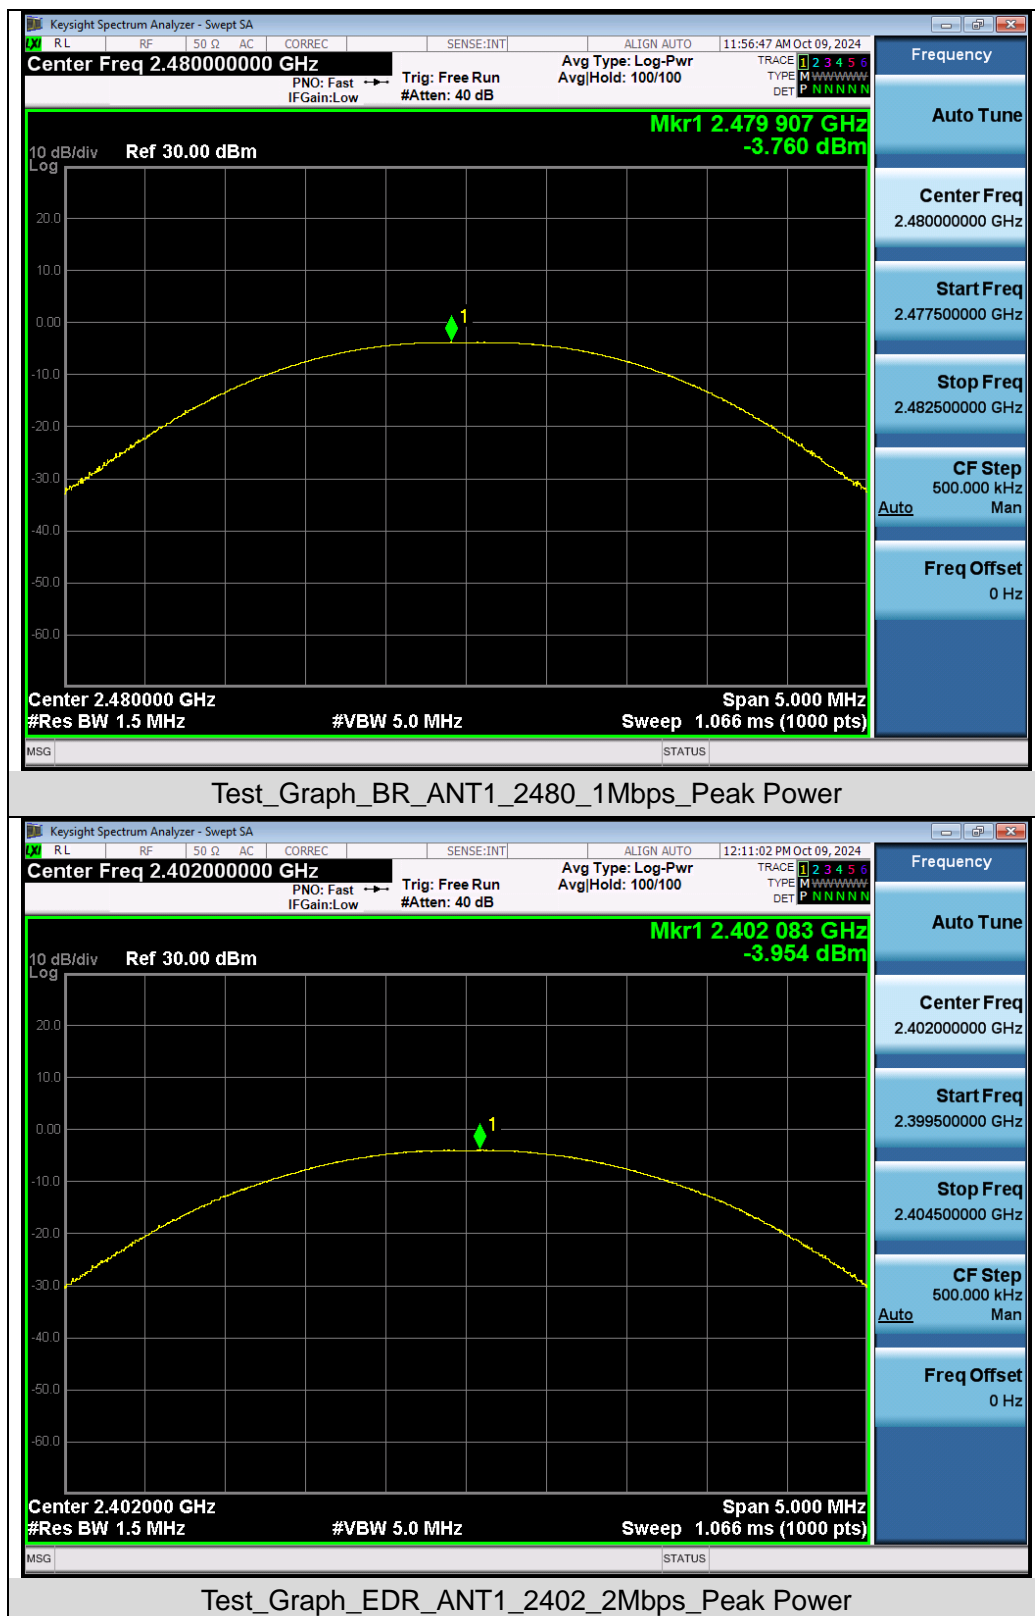 Keysight Spectrum Analyzer - Swept SA
LXI RL RF 50 Ω AC CORREC SENSE:INT ALIGN AUTO 11:56:47 AM Oct 09, 2024
Center Freq 2.480000000 GHz
PNO: Fast
IFGain:Low
Trig: Free Run
#Atten: 40 dB
Avg Type: Log-Pwr
Avg|Hold: 100/100
TRACE 1 2 3 4 5 6
TYPE M WWWWW
DET P N N N N N
Mkr1 2.479 907 GHz
-3.760 dBm
10 dB/div
Log
Ref 30.00 dBm
20.0
10.0
0.00
1
-10.0
-20.0
-30.0
-40.0
-50.0
-60.0
Center 2.480000 GHz
Span 5.000 MHz
#Res BW 1.5 MHz
#VBW 5.0 MHz
Sweep 1.066 ms (1000 pts)
MSG
STATUS
Frequency
Auto Tune
Center Freq
2.480000000 GHz
Start Freq
2.477500000 GHz
Stop Freq
2.482500000 GHz
CF Step
500.000 kHz
Auto Man
Freq Offset
0 Hz
Test_Graph_BR_ANT1_2480_1Mbps_Peak Power
Keysight Spectrum Analyzer - Swept SA
LXI RL RF 50 Ω AC CORREC SENSE:INT ALIGN AUTO 12:11:02 PM Oct 09, 2024
Center Freq 2.402000000 GHz
PNO: Fast
IFGain:Low
Trig: Free Run
#Atten: 40 dB
Avg Type: Log-Pwr
Avg|Hold: 100/100
TRACE 1 2 3 4 5 6
TYPE M WWWWW
DET P N N N N N
Mkr1 2.402 083 GHz
-3.954 dBm
10 dB/div
Log
Ref 30.00 dBm
20.0
10.0
0.00
1
-10.0
-20.0
-30.0
-40.0
-50.0
-60.0
Center 2.402000 GHz
Span 5.000 MHz
#Res BW 1.5 MHz
#VBW 5.0 MHz
Sweep 1.066 ms (1000 pts)
MSG
STATUS
Frequency
Auto Tune
Center Freq
2.402000000 GHz
Start Freq
2.399500000 GHz
Stop Freq
2.404500000 GHz
CF Step
500.000 kHz
Auto Man
Freq Offset
0 Hz
Test_Graph_EDR_ANT1_2402_2Mbps_Peak Power